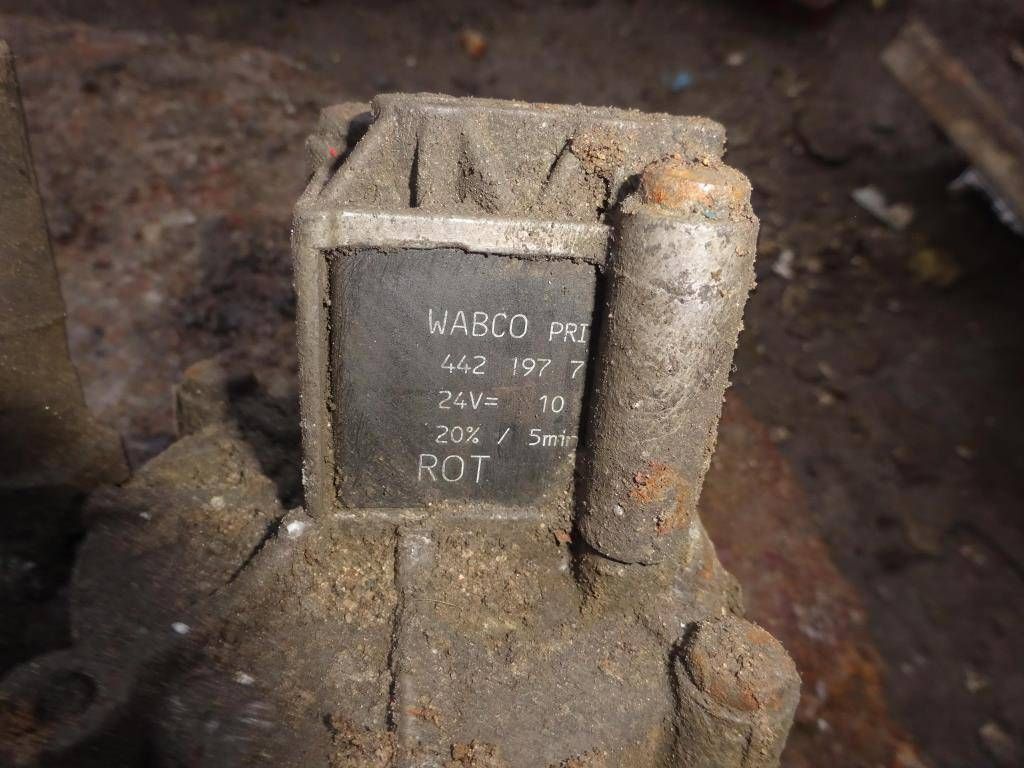 WABCO PRI
442 197 7
24V= 10
20% / 5min
ROT